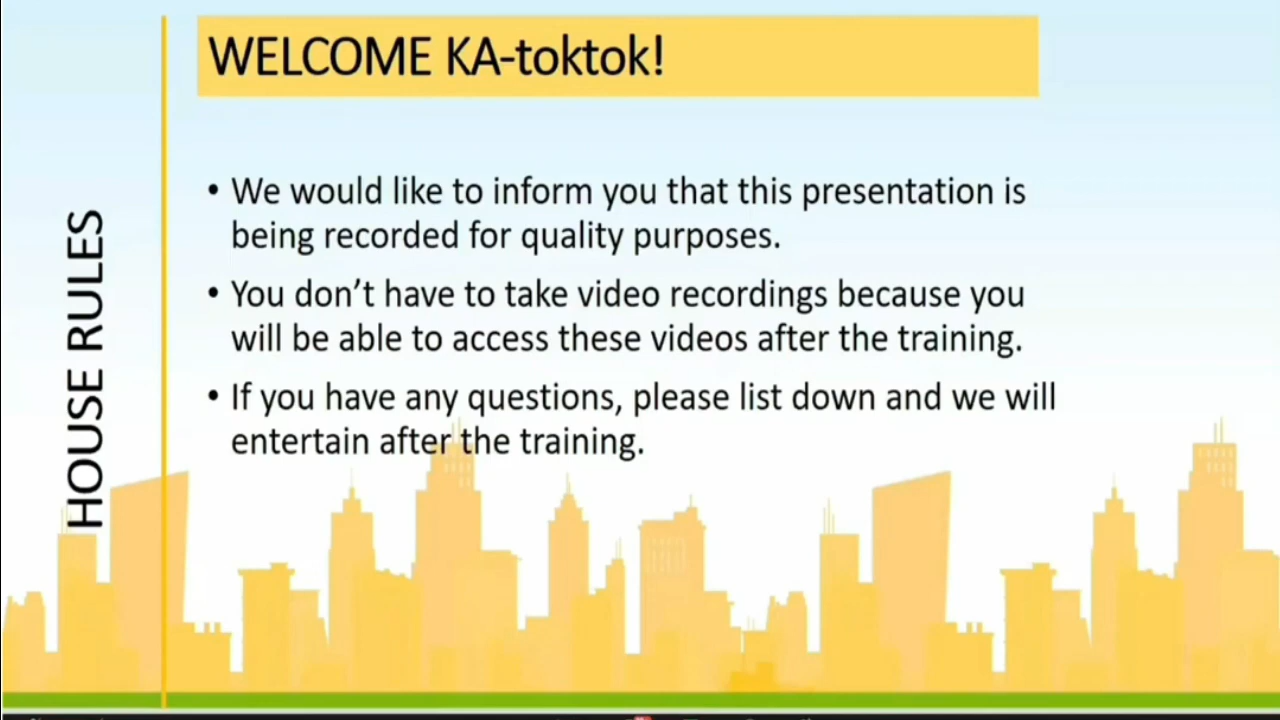 WELCOME KA-toktok!
HOUSE RULES
• We would like to inform you that this presentation is
being recorded for quality purposes.
• You don’t have to take video recordings because you
will be able to access these videos after the training.
• If you have any questions, please list down and we will
entertain after the training.